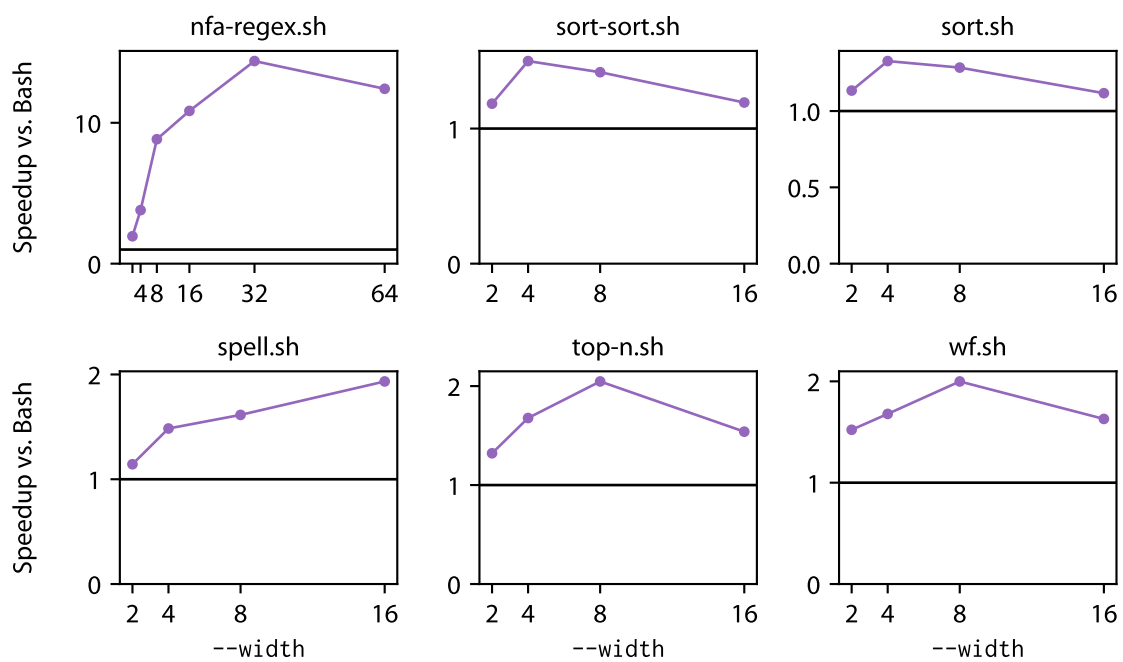 nfa-regex.sh
sort-sort.sh
sort.sh
Speedup vs. Bash
10
0
4 8 16 32 64
1
0
2 4 8 16
1.0
0.5
0.0
2 4 8 16
spell.sh
top-n.sh
wf.sh
Speedup vs. Bash
2
1
0
2 4 8 16
--width
2
1
0
2 4 8 16
--width
2
1
0
2 4 8 16
--width